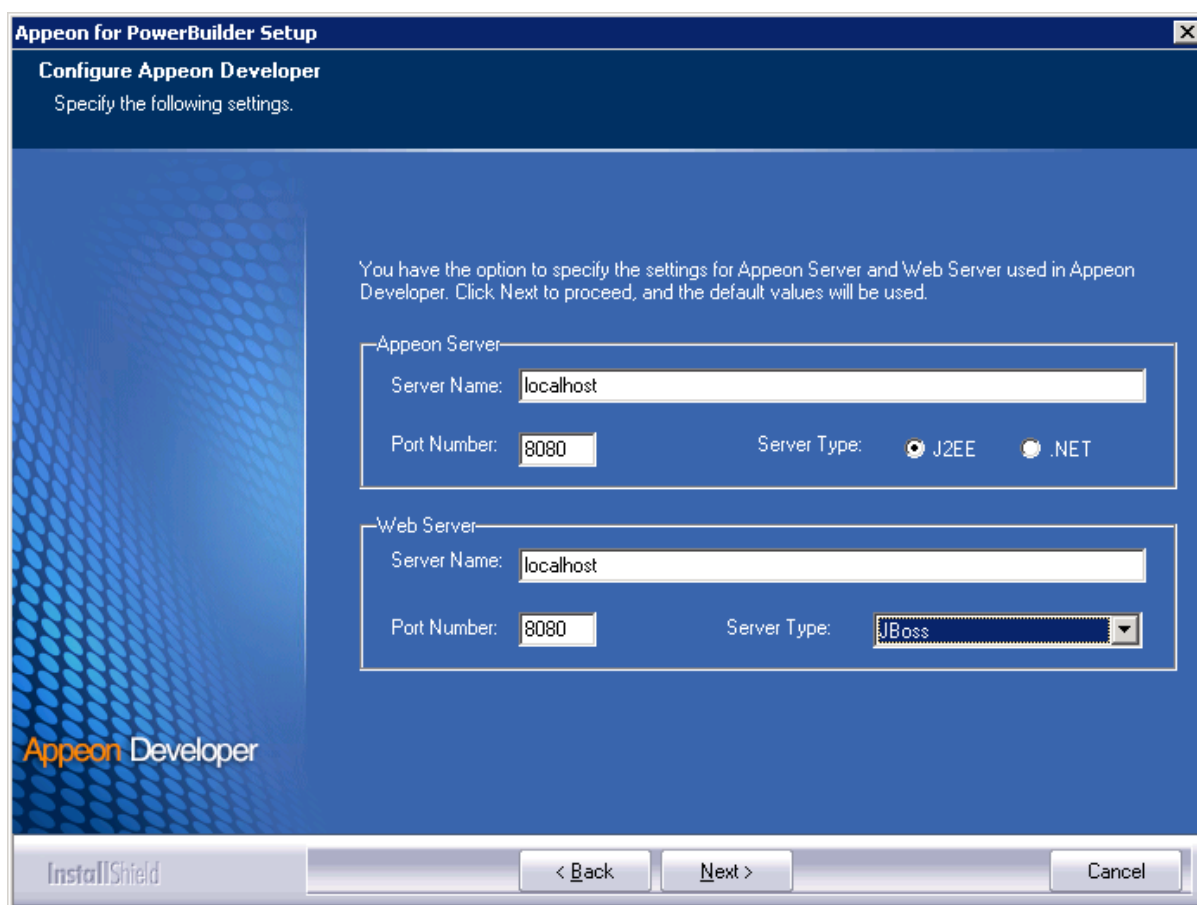 Appeon for PowerBuilder Setup
Configure Appeon Developer
Specify the following settings.
You have the option to specify the settings for Appeon Server and Web Server used in Appeon
Developer. Click Next to proceed, and the default values will be used.
Appeon Server
Server Name: localhost
Port Number: 8080 Server Type: J2EE .NET
Web Server
Server Name: localhost
Port Number: 8080 Server Type: JBoss
Appeon Developer
InstallShield < Back Next > Cancel